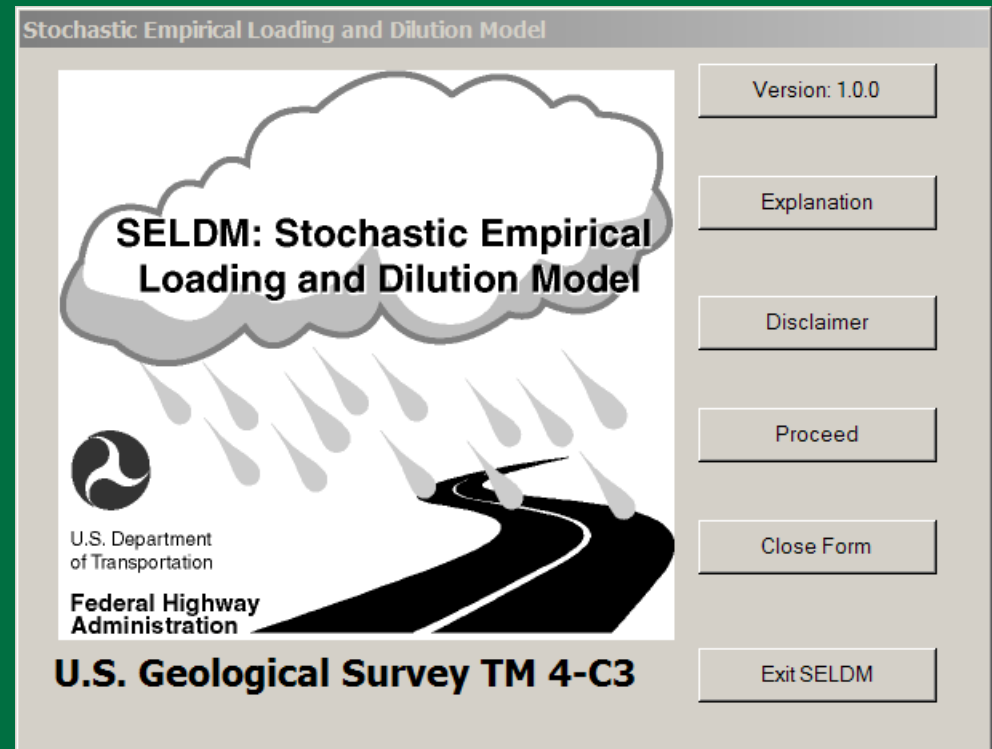 Stochastic Empirical Loading and Dilution Model
SELDM: Stochastic Empirical
Loading and Dilution Model
U.S. Department
of Transportation
Federal Highway
Administration
U.S. Geological Survey TM 4-C3
Version: 1.0.0
Explanation
Disclaimer
Proceed
Close Form
Exit SELDM